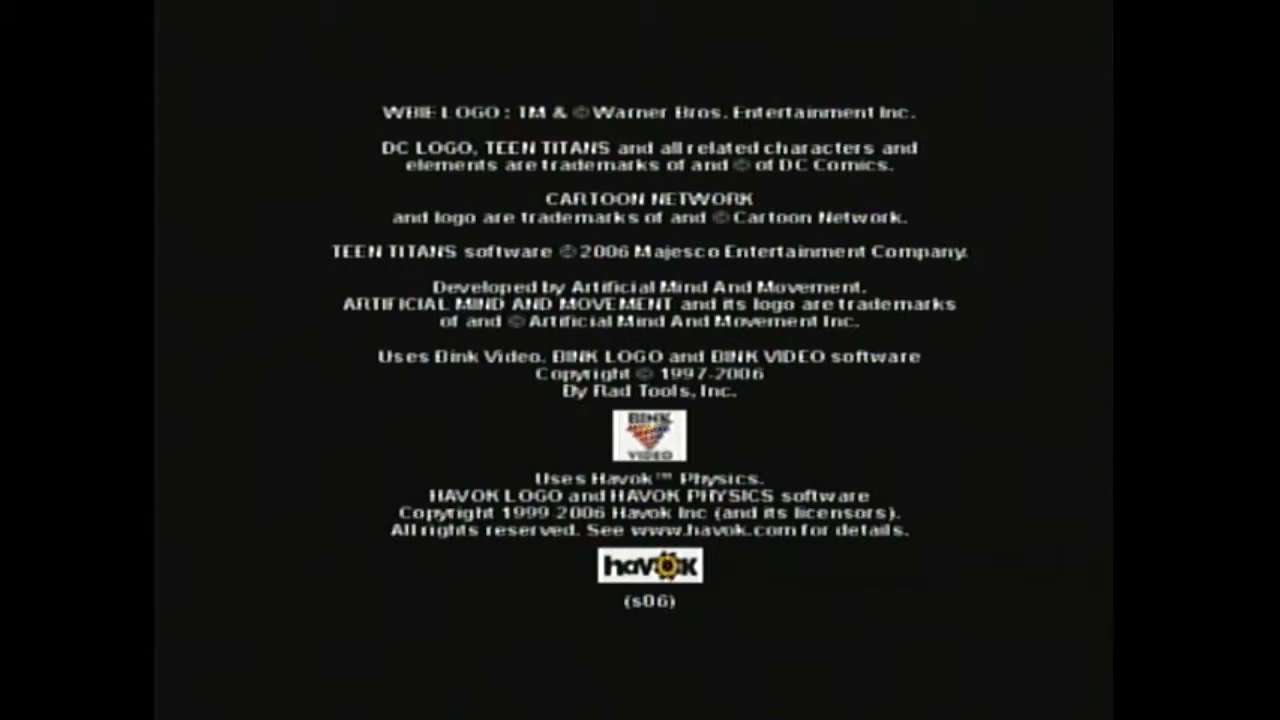 WBIE LOGO : TM & © Warner Bros. Entertainment Inc.
DC LOGO, TEEN TITANS and all related characters and
elements are trademarks of and © of DC Comics.
CARTOON NETWORK
and logo are trademarks of and © Cartoon Network.
TEEN TITANS software © 2006 Majesco Entertainment Company.
Developed by Artificial Mind And Movement.
ARTIFICIAL MIND AND MOVEMENT and its logo are trademarks
of and © Artificial Mind And Movement Inc.
Uses Bink Video. BINK LOGO and BINK VIDEO software
Copyright © 1997-2006
By Rad Tools, Inc.
BINK
VIDEO
Uses Havok™ Physics.
HAVOK LOGO and HAVOK PHYSICS software
Copyright 1999 2006 Havok Inc (and its licensors).
All rights reserved. See www.havok.com for details.
havok
(s06)